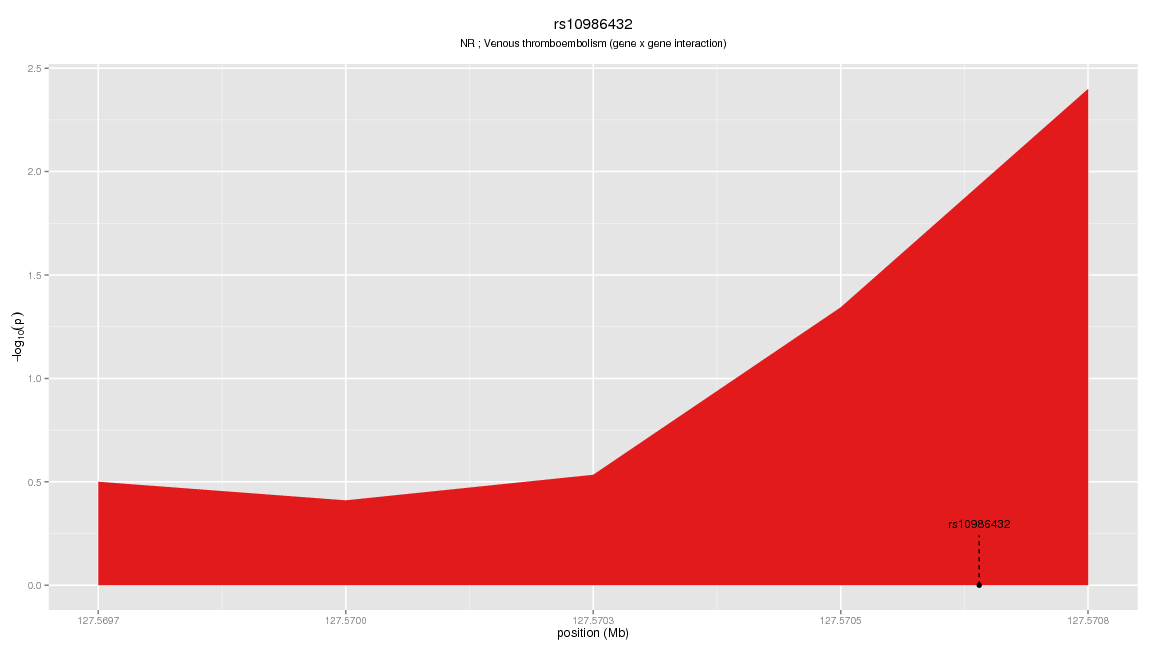 rs10986432
NR ; Venous thromboembolism (gene x gene interaction)
2.5
2.0
1.5
1.0
0.5
0.0
−log10(p)
rs10986432
127.5697 127.5700 127.5703 127.5705 127.5708
position (Mb)